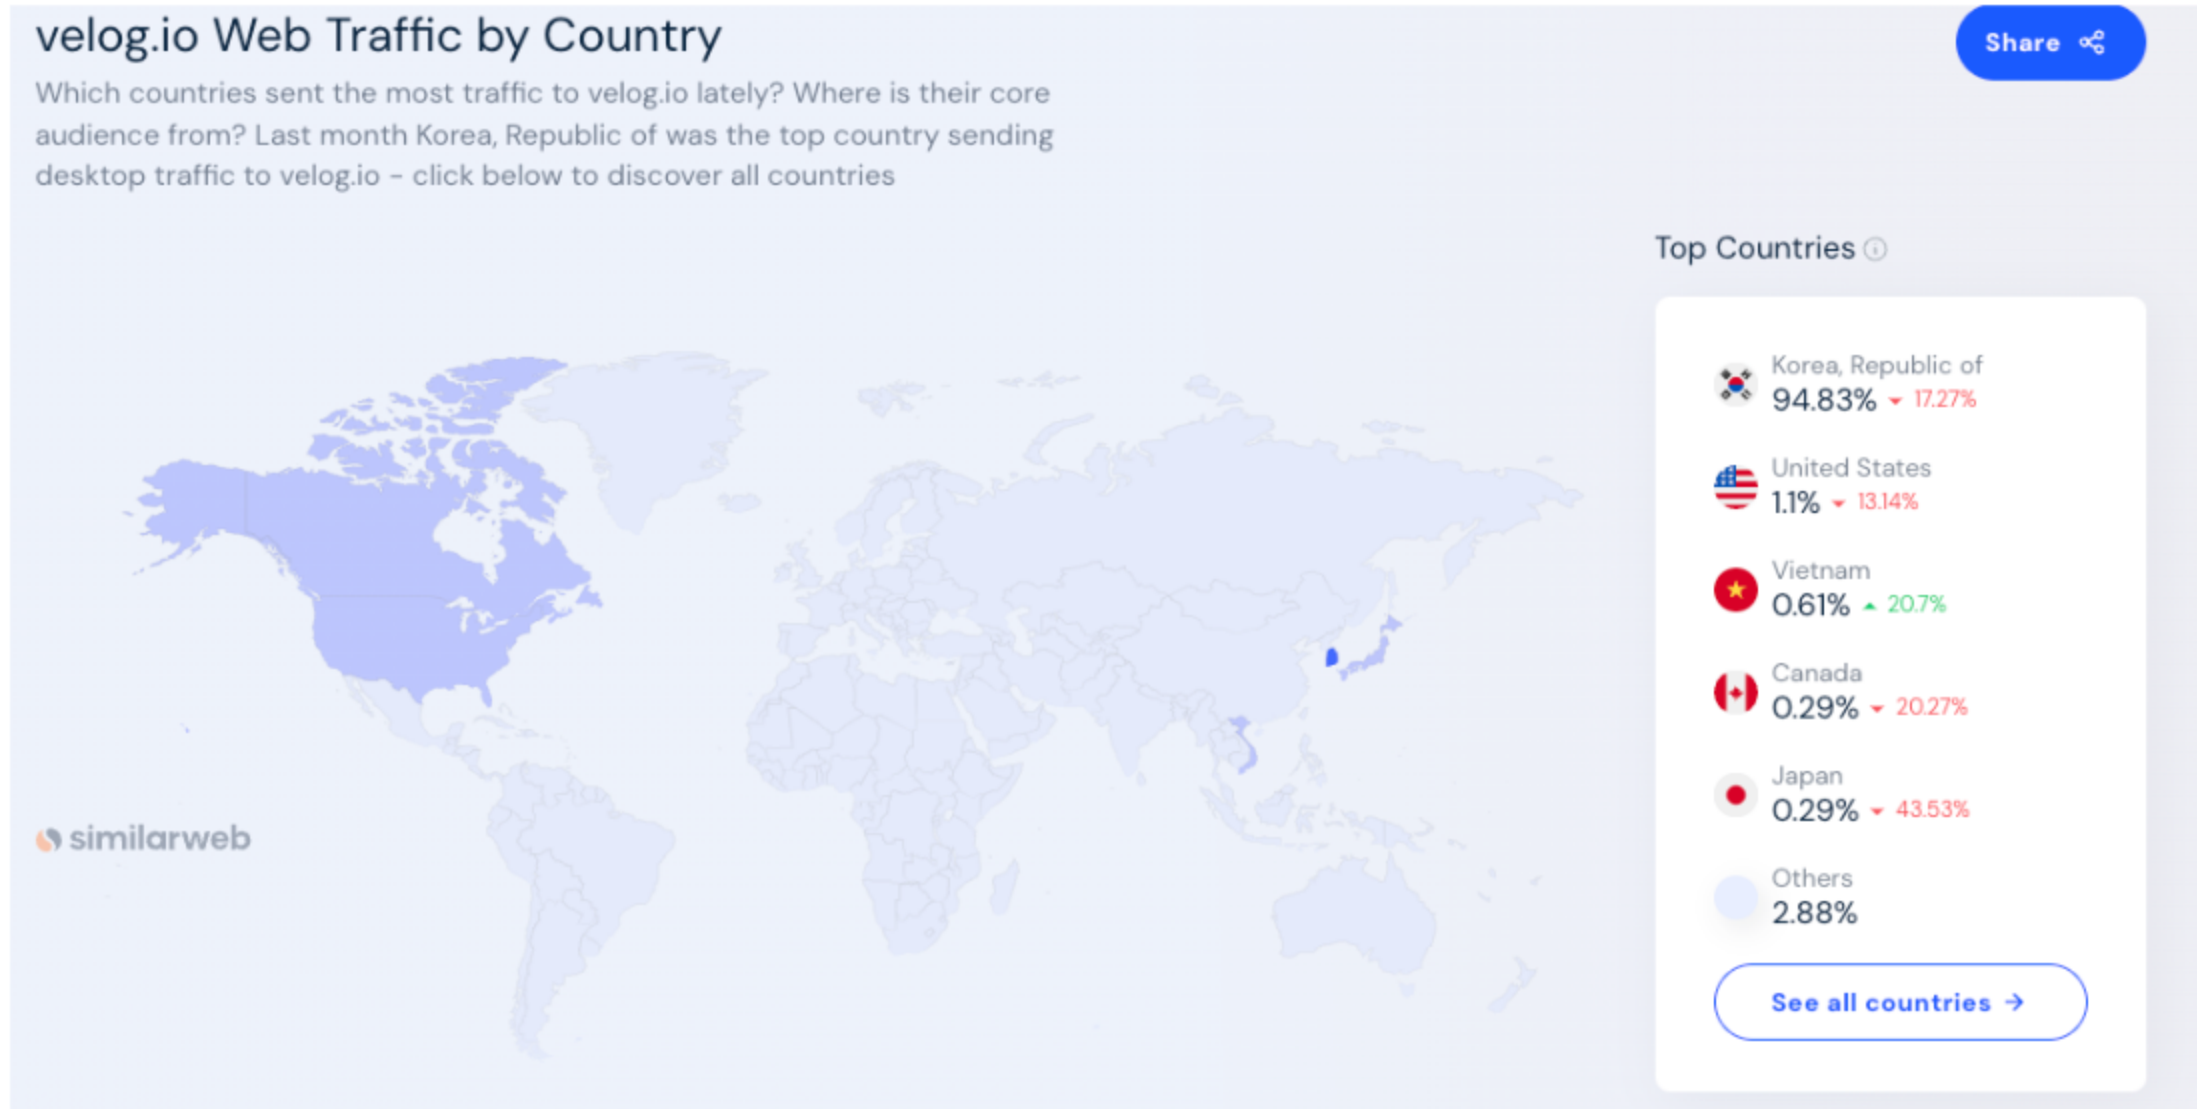 velog.io Web Traffic by Country
Share
Which countries sent the most traffic to velog.io lately? Where is their core
audience from? Last month Korea, Republic of was the top country sending
desktop traffic to velog.io - click below to discover all countries
Top Countries
Korea, Republic of
94.83% 17.27%
United States
1.1% 13.14%
Vietnam
0.61% 20.7%
Canada
0.29% 20.27%
Japan
0.29% 43.53%
Others
2.88%
See all countries →
similarweb